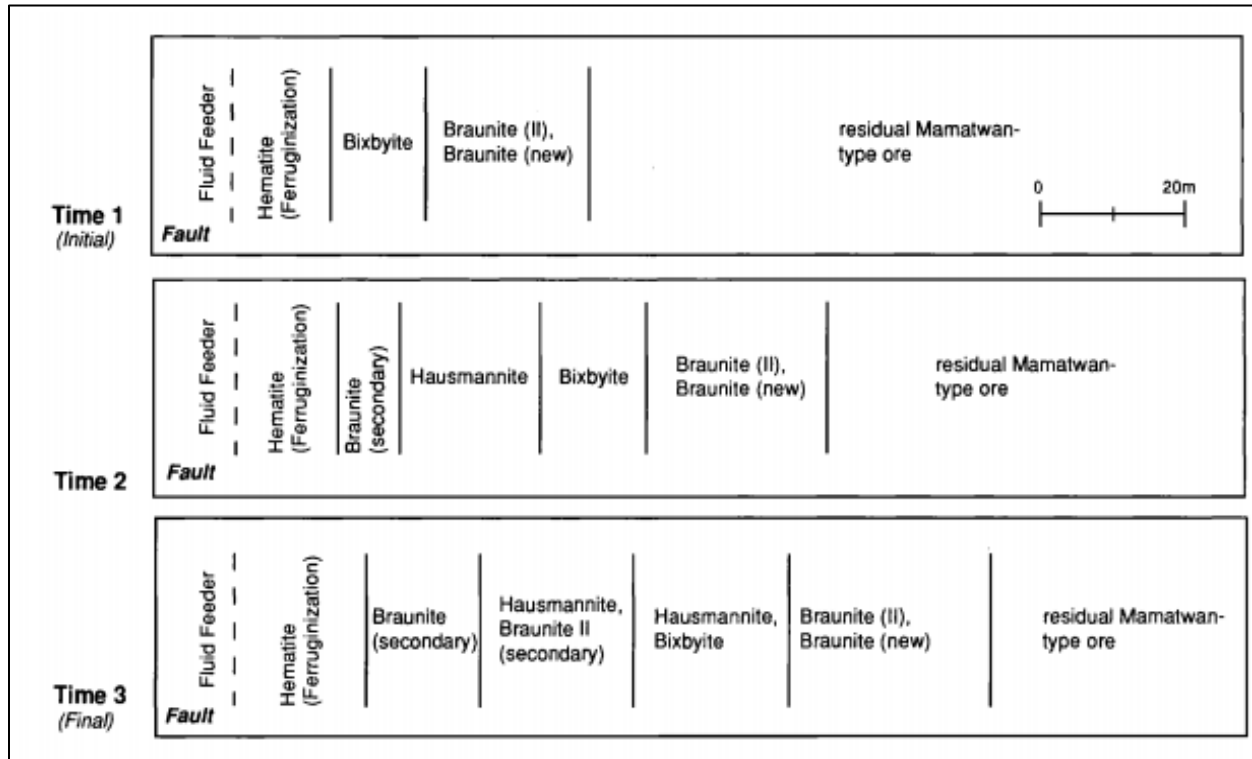 Time 1
(Initial)
Fault
Fluid Feeder
Hematite
(Ferruginization)
Bixbyite
Braunite (II),
Braunite (new)
residual Mamatwan-
type ore
0 20m
Time 2
Fault
Fluid Feeder
Hematite
(Ferruginization)
Braunite
(secondary)
Hausmannite
Bixbyite
Braunite (II),
Braunite (new)
residual Mamatwan-
type ore
Time 3
(Final)
Fault
Fluid Feeder
Hematite
(Ferruginization)
Braunite
(secondary)
Hausmannite,
Braunite II
(secondary)
Hausmannite,
Bixbyite
Braunite (II),
Braunite (new)
residual Mamatwan-
type ore